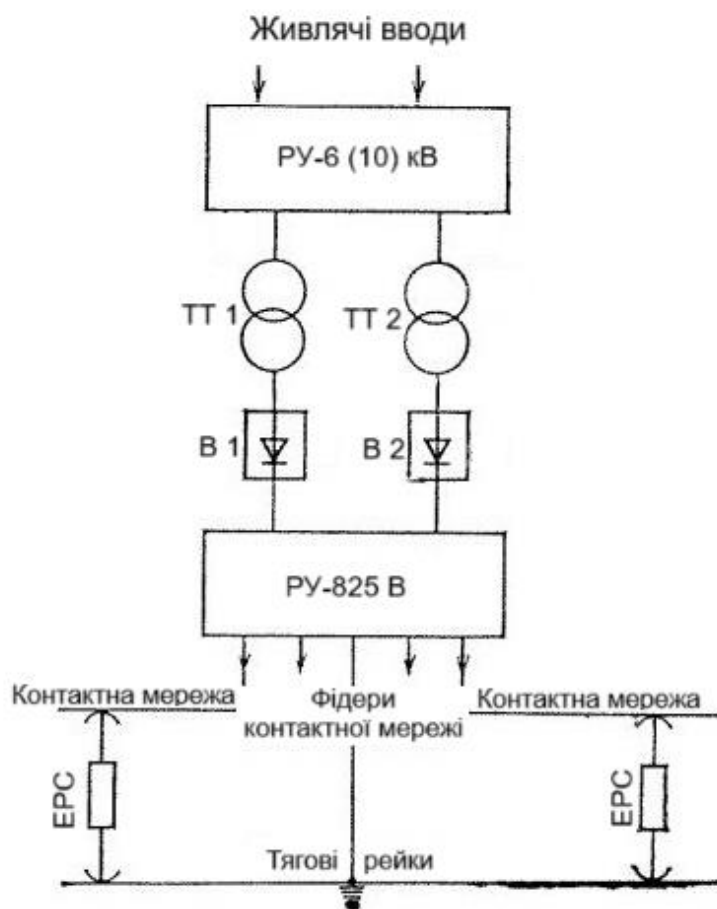 Живлячі вводи
РУ-6 (10) кВ
ТТ 1
ТТ 2
В 1
В 2
РУ-825 В
Контактна мережа
Фідери
контактної мережі
Контактна мережа
ЕРС
ЕРС
Тягові рейки